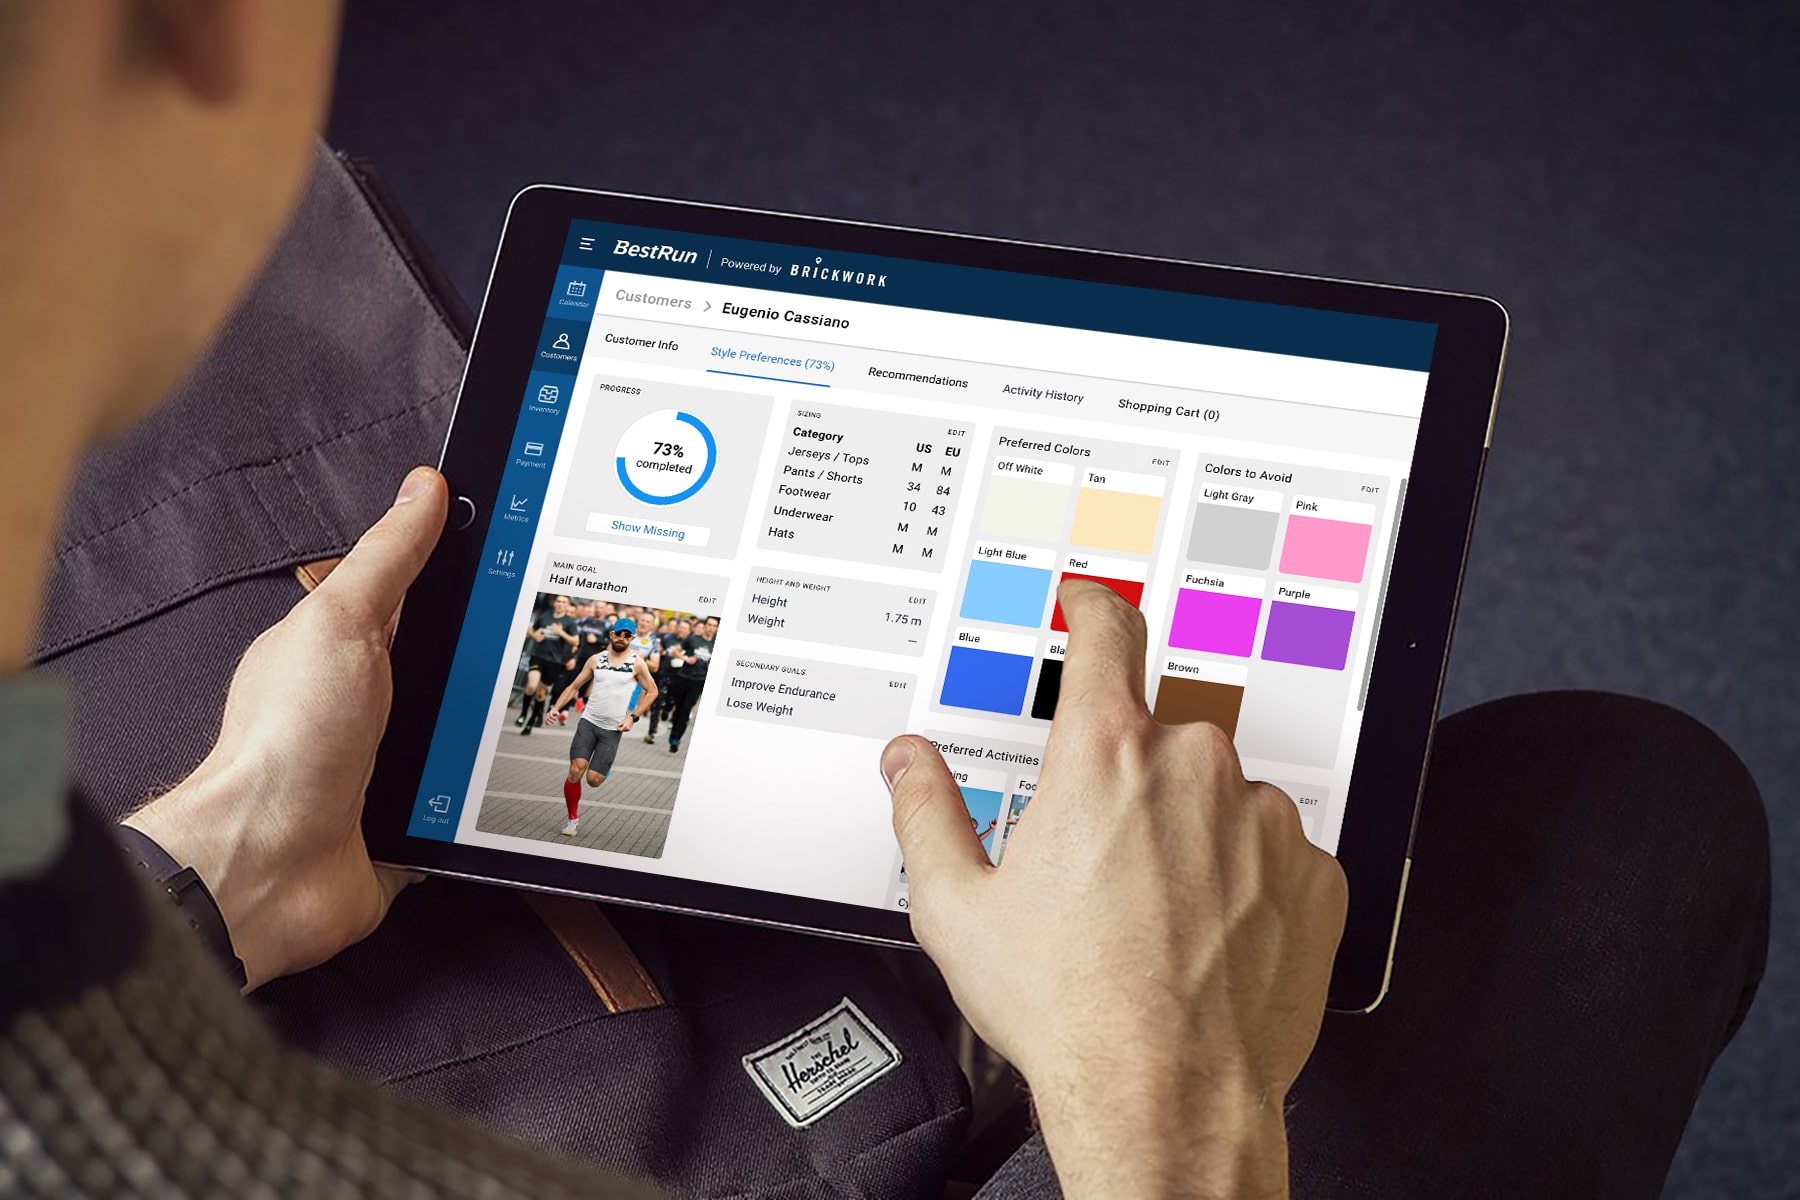 BestRun
Powered by BRICKWORK
Customers > Eugenio Cassiano
Customer Info
Style Preferences (73%)
Recommendations
Activity History
Shopping Cart (0)
Calendar
Customers
Inventory
Payment
Metrics
Settings
Log out
PROGRESS
73%
completed
Show Missing
MAIN GOAL
Half Marathon
EDIT
SIZING
EDIT
Category US EU
Jerseys / Tops M M
Pants / Shorts 34 84
Footwear 10 43
Underwear M M
Hats M M
HEIGHT AND WEIGHT
EDIT
Height 1.75 m
Weight —
SECONDARY GOALS
EDIT
Improve Endurance
Lose Weight
Preferred Colors
EDIT
Off White
Tan
Light Blue
Red
Blue
Bla
Colors to Avoid
EDIT
Light Gray
Pink
Fuchsia
Purple
Brown
Preferred Activities
EDIT
ing
Foo
Cy
THE
Herschel